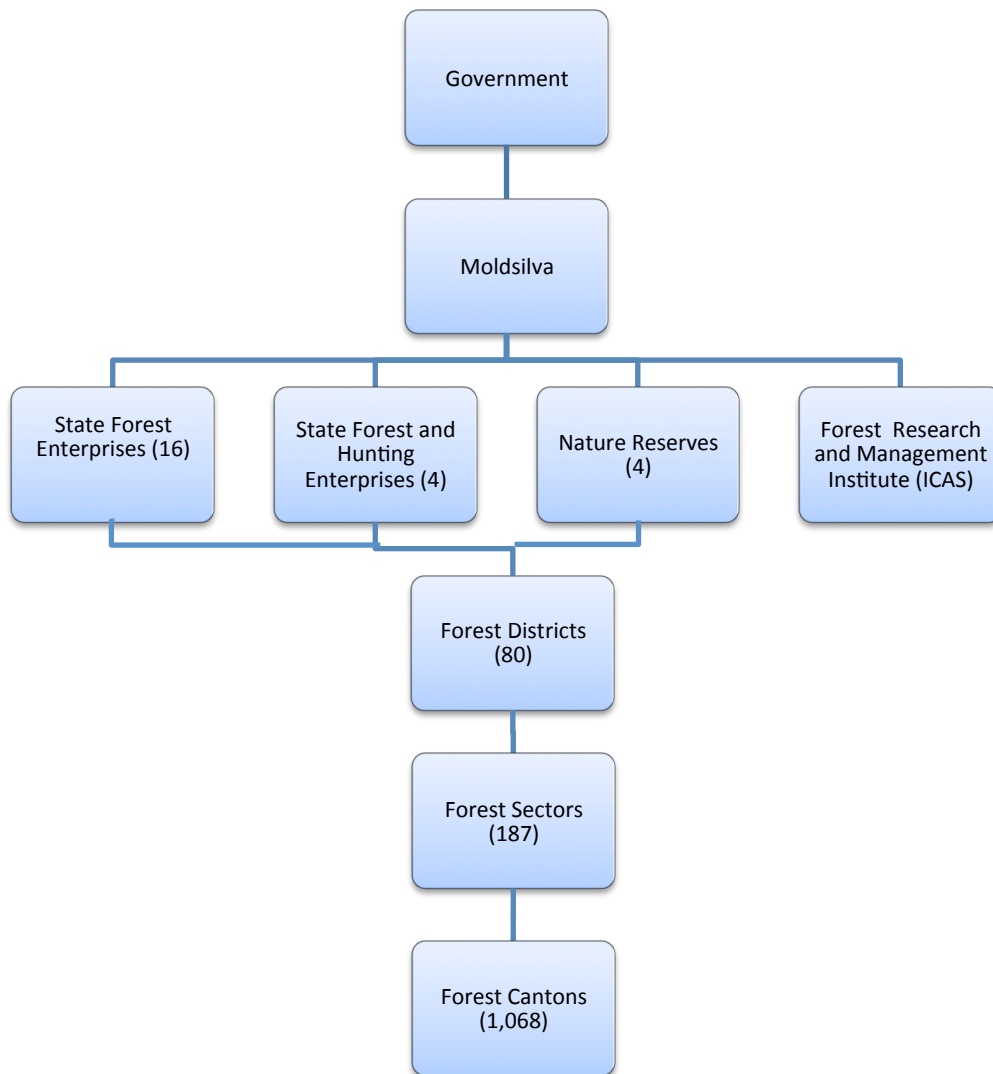 Government
Moldsilva
State Forest
Enterprises (16)
State Forest and
Hunting
Enterprises (4)
Nature Reserves
(4)
Forest Research
and Management
Institute (ICAS)
Forest Districts
(80)
Forest Sectors
(187)
Forest Cantons
(1,068)